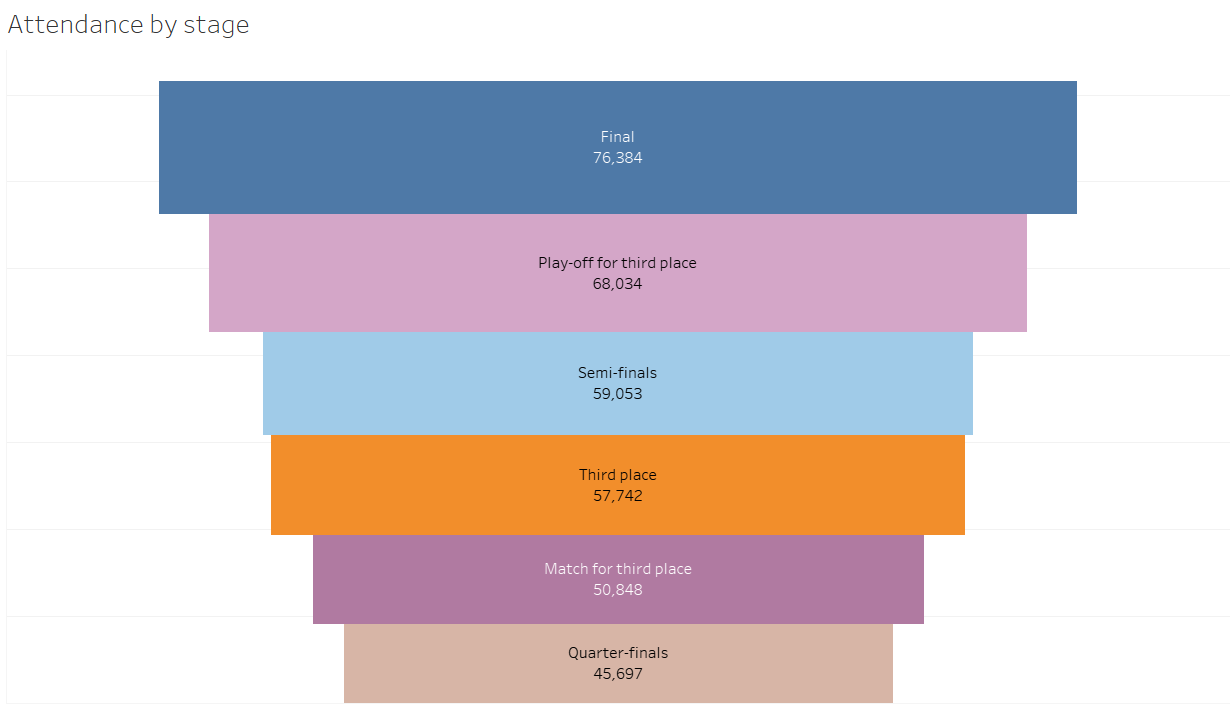 Attendance by stage
Final
76,384
Play-off for third place
68,034
Semi-finals
59,053
Third place
57,742
Match for third place
50,848
Quarter-finals
45,697